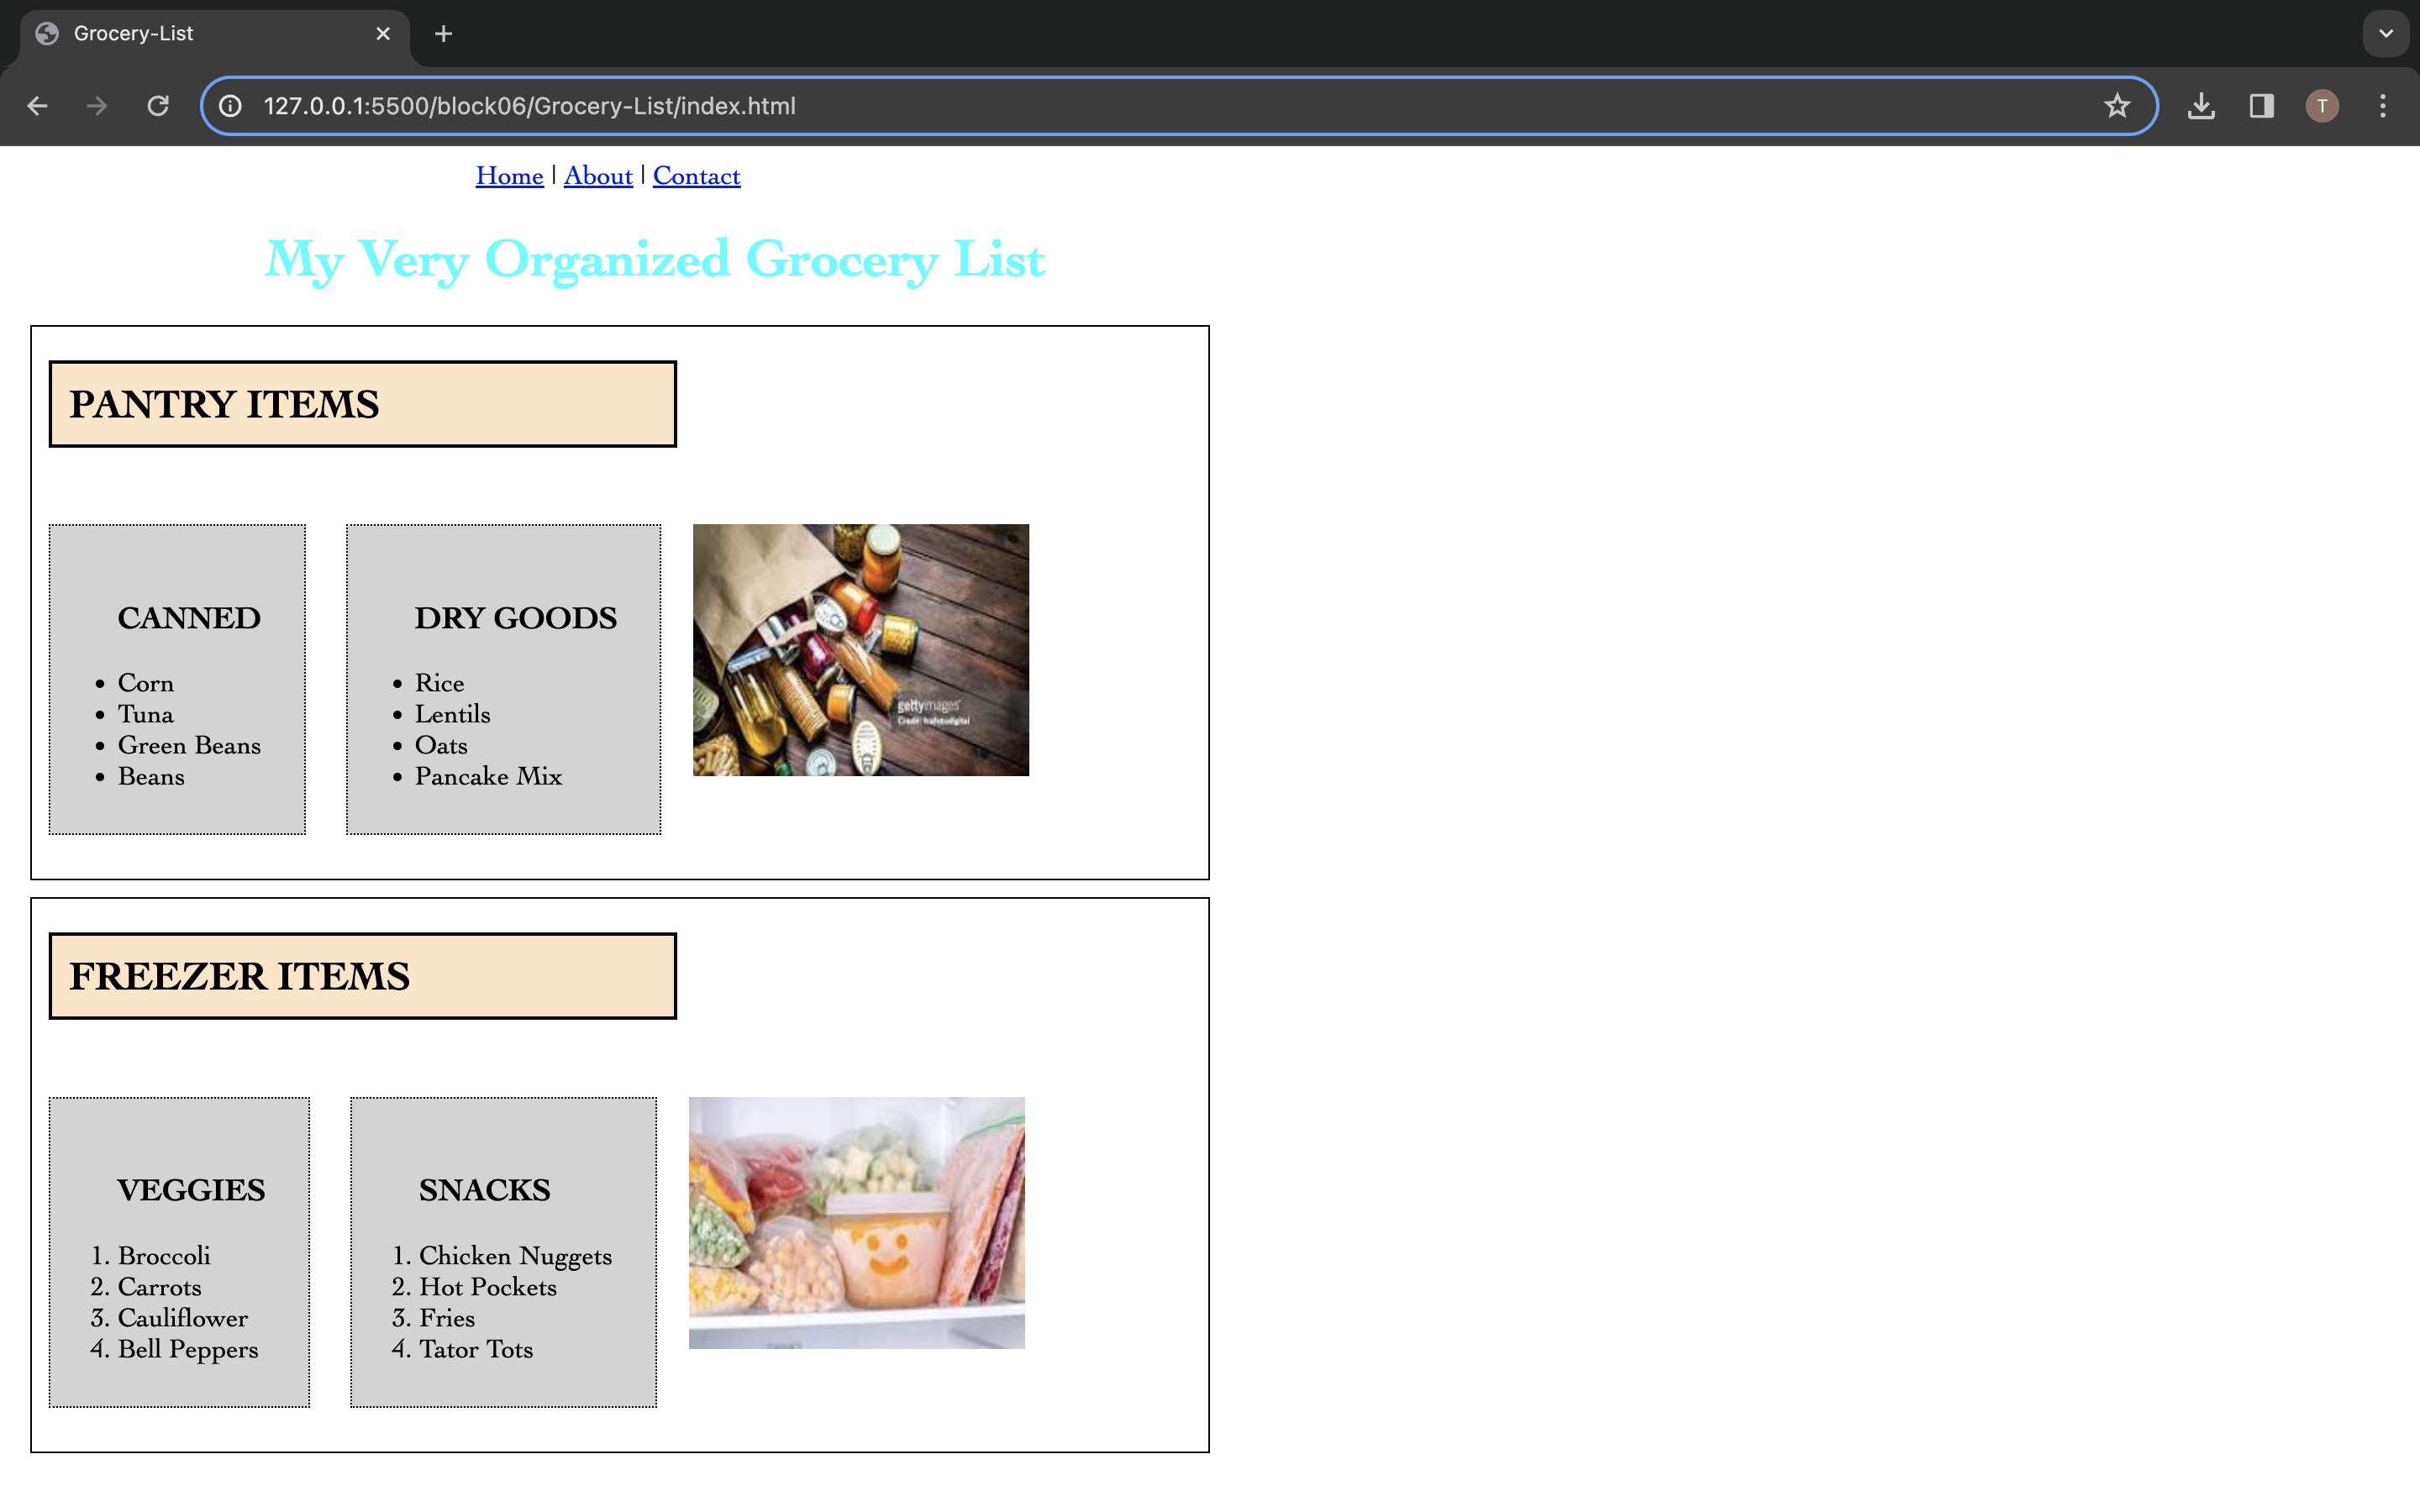 Grocery-List
127.0.0.1:5500/block06/Grocery-List/index.html
T
Home | About | Contact
My Very Organized Grocery List
PANTRY ITEMS
CANNED
• Corn
• Tuna
• Green Beans
• Beans
DRY GOODS
• Rice
• Lentils
• Oats
• Pancake Mix
gettyimages
Credit: fcafotodigital
FREEZER ITEMS
VEGGIES
1. Broccoli
2. Carrots
3. Cauliflower
4. Bell Peppers
SNACKS
1. Chicken Nuggets
2. Hot Pockets
3. Fries
4. Tator Tots